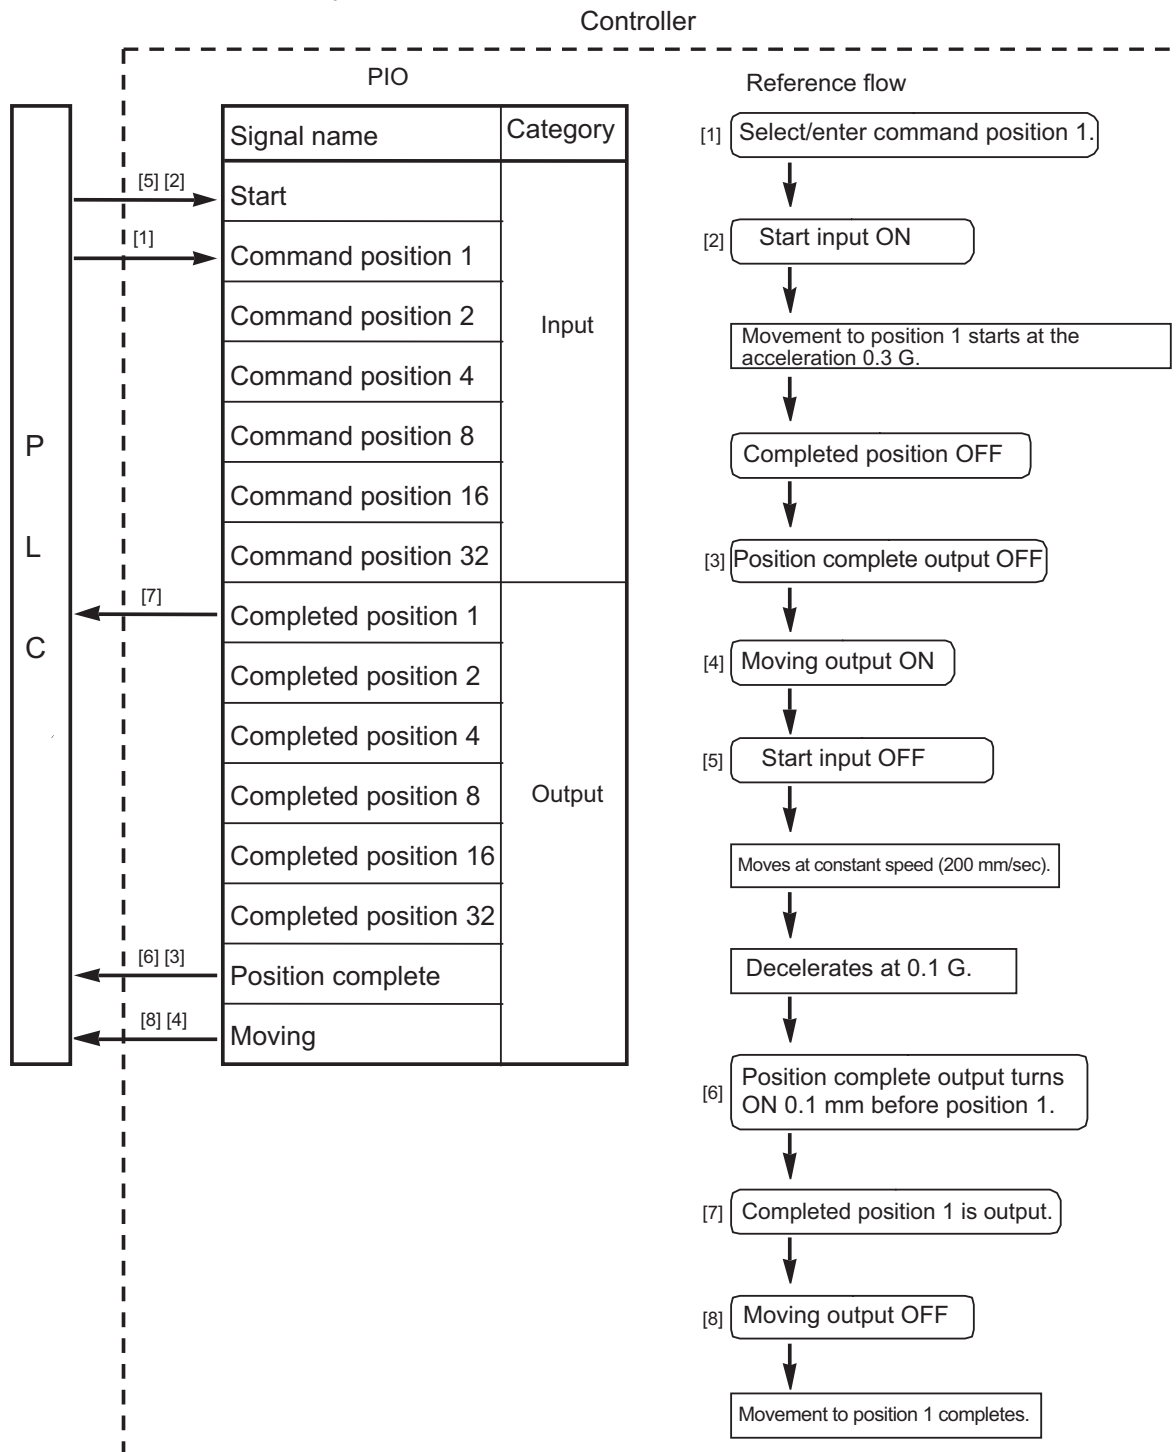 Controller
PIO
Reference flow
P
L
C
Signal name
Category
[5] [2]
Start
[1]
Command position 1
Command position 2
Input
Command position 4
Command position 8
Command position 16
Command position 32
[7]
Completed position 1
Completed position 2
Completed position 4
Completed position 8
Output
Completed position 16
Completed position 32
[6] [3]
Position complete
[8] [4]
Moving
[1] Select/enter command position 1.
[2] Start input ON
Movement to position 1 starts at the
acceleration 0.3 G.
Completed position OFF
[3] Position complete output OFF
[4] Moving output ON
[5] Start input OFF
Moves at constant speed (200 mm/sec).
Decelerates at 0.1 G.
[6] Position complete output turns
ON 0.1 mm before position 1.
[7] Completed position 1 is output.
[8] Moving output OFF
Movement to position 1 completes.